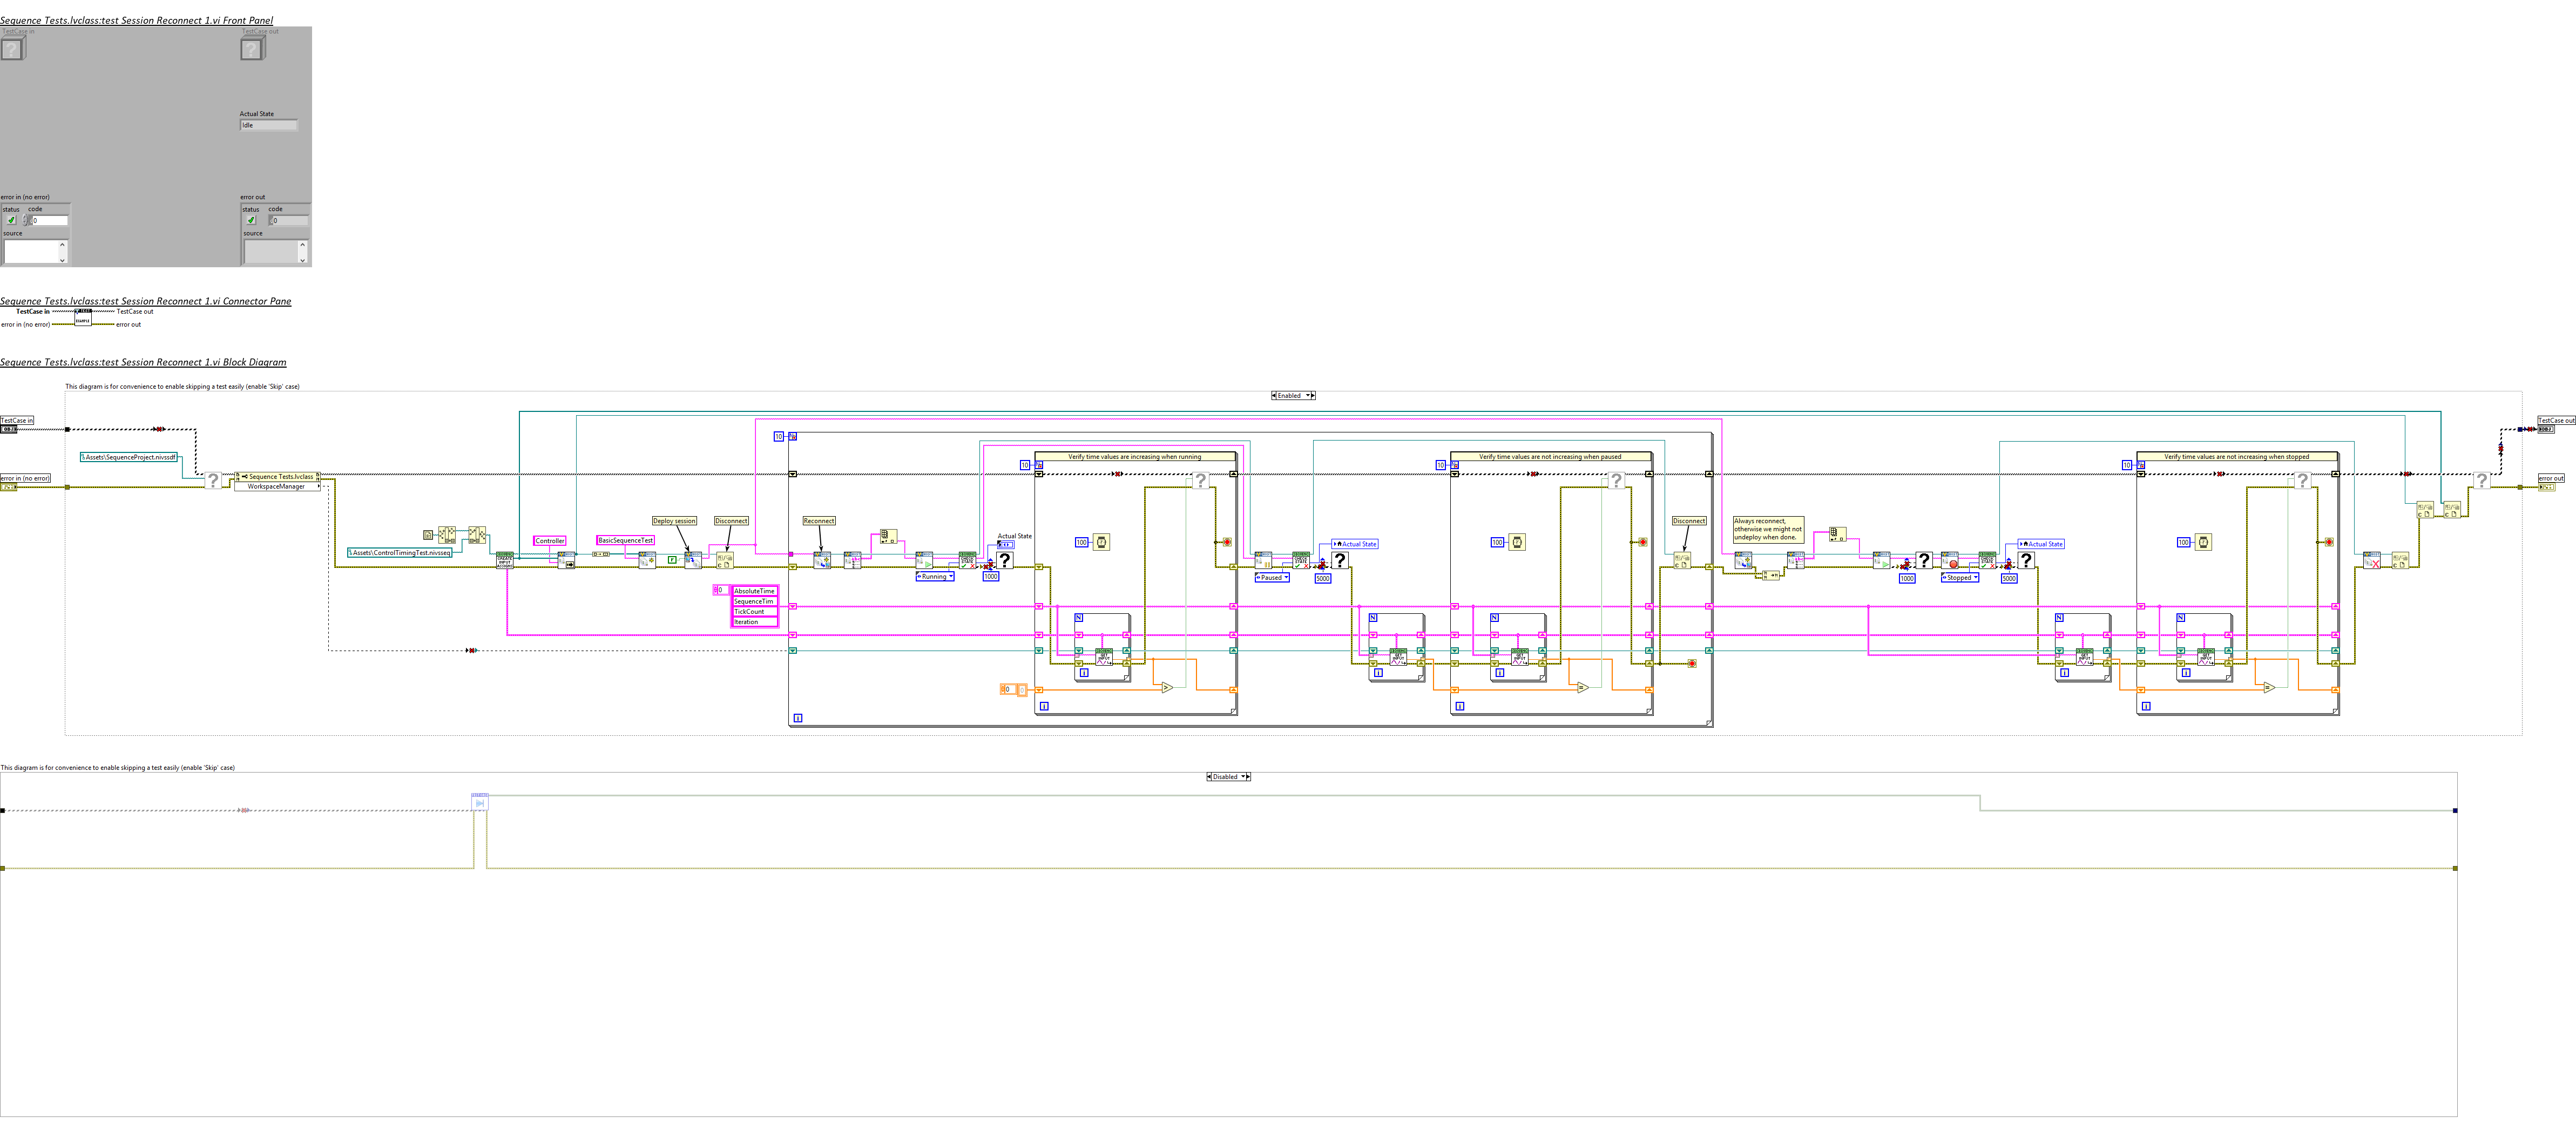 Sequence Tests.lvclass:test Session Reconnect 1.vi Front Panel
TestCase in
TestCase out
Actual State
Idle
error in (no error)
error out
status code
0
status code
0
source
source
Sequence Tests.lvclass:test Session Reconnect 1.vi Connector Pane
TestCase in
TestCase out
error in (no error)
error out
Sequence Tests.lvclass:test Session Reconnect 1.vi Block Diagram
This diagram is for convenience to enable skipping a test easily (enable 'Skip' case)
Enabled
TestCase in
TestCase out
Assets\SequenceProject.nivssdf
error in (no error)
error out
Sequence Tests.lvclass
WorkspaceManager
Assets\ControlTimingTest.nivsseq
Controller
BasicSequenceTest
Deploy session
Disconnect
F
0
AbsoluteTime
SequenceTim
TickCount
Iteration
10
Reconnect
Running
Actual State
1000
10
Verify time values are increasing when running
100
N
i
0
0
i
Paused
5000
Actual State
N
i
10
Verify time values are not increasing when paused
100
N
i
i
Disconnect
i
Always reconnect,
otherwise we might not
undeploy when done.
1000
Stopped
5000
Actual State
N
i
10
Verify time values are not increasing when stopped
100
N
i
i
This diagram is for convenience to enable skipping a test easily (enable 'Skip' case)
Disabled